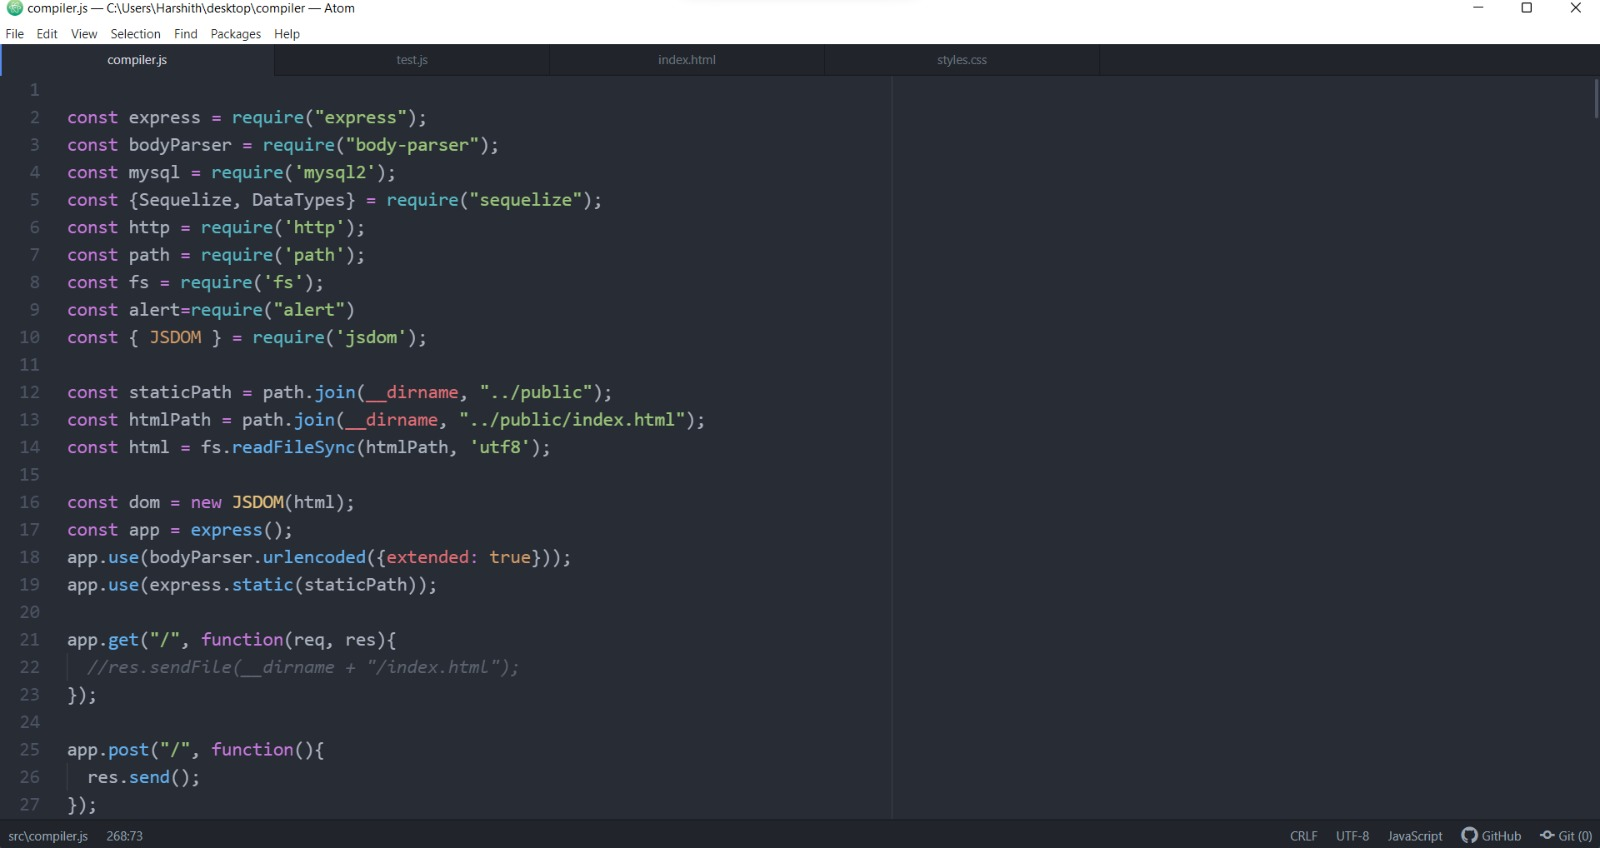 compiler.js — C:\Users\Harshith\desktop\compiler — Atom
File Edit View Selection Find Packages Help
compiler.js test.js index.html styles.css
1
2 const express = require("express");
3 const bodyParser = require("body-parser");
4 const mysql = require('mysql2');
5 const {Sequelize, DataTypes} = require("sequelize");
6 const http = require('http');
7 const path = require('path');
8 const fs = require('fs');
9 const alert=require("alert")
10 const { JSDOM } = require('jsdom');
11
12 const staticPath = path.join(__dirname, "../public");
13 const htmlPath = path.join(__dirname, "../public/index.html");
14 const html = fs.readFileSync(htmlPath, 'utf8');
15
16 const dom = new JSDOM(html);
17 const app = express();
18 app.use(bodyParser.urlencoded({extended: true}));
19 app.use(express.static(staticPath));
20
21 app.get("/", function(req, res){
22 //res.sendFile(__dirname + "/index.html");
23 });
24
25 app.post("/", function(){
26 res.send();
27 });
src\compiler.js 268:73 CRLF UTF-8 JavaScript GitHub Git (0)